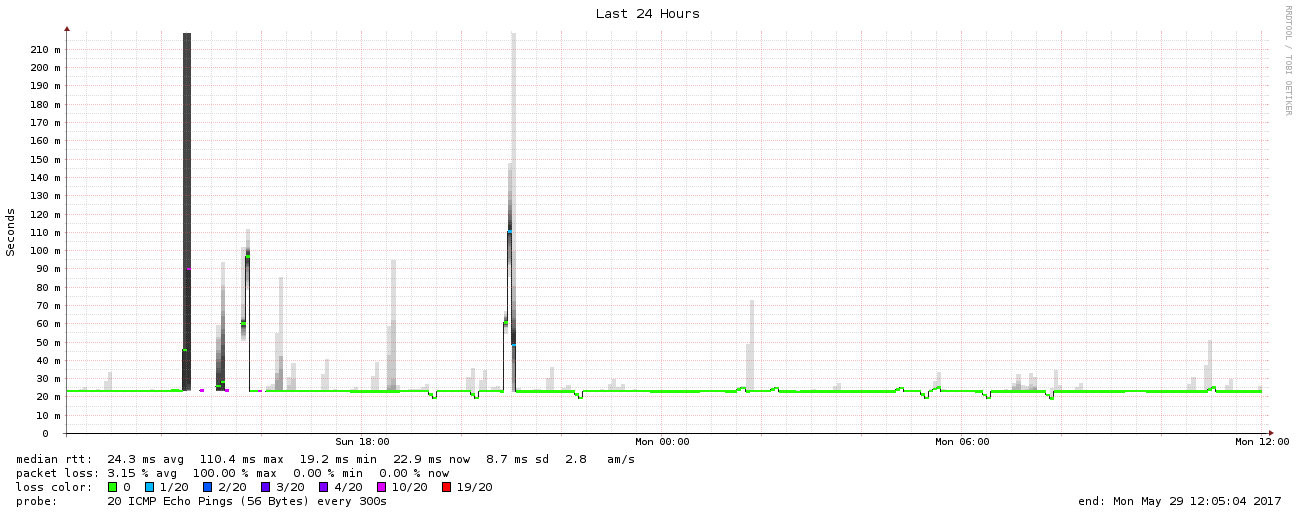 Last 24 Hours
RRDTOOL / TOBI OETIKER
Seconds
210 m
200 m
190 m
180 m
170 m
160 m
150 m
140 m
130 m
120 m
110 m
100 m
90 m
80 m
70 m
60 m
50 m
40 m
30 m
20 m
10 m
0
Sun 18:00 Mon 00:00 Mon 06:00 Mon 12:00
median rtt: 24.3 ms avg 110.4 ms max 19.2 ms min 22.9 ms now 8.7 ms sd 2.8 am/s
packet loss: 3.15 % avg 100.00 % max 0.00 % min 0.00 % now
loss color: 0 1/20 2/20 3/20 4/20 10/20 19/20
probe: 20 ICMP Echo Pings (56 Bytes) every 300s end: Mon May 29 12:05:04 2017